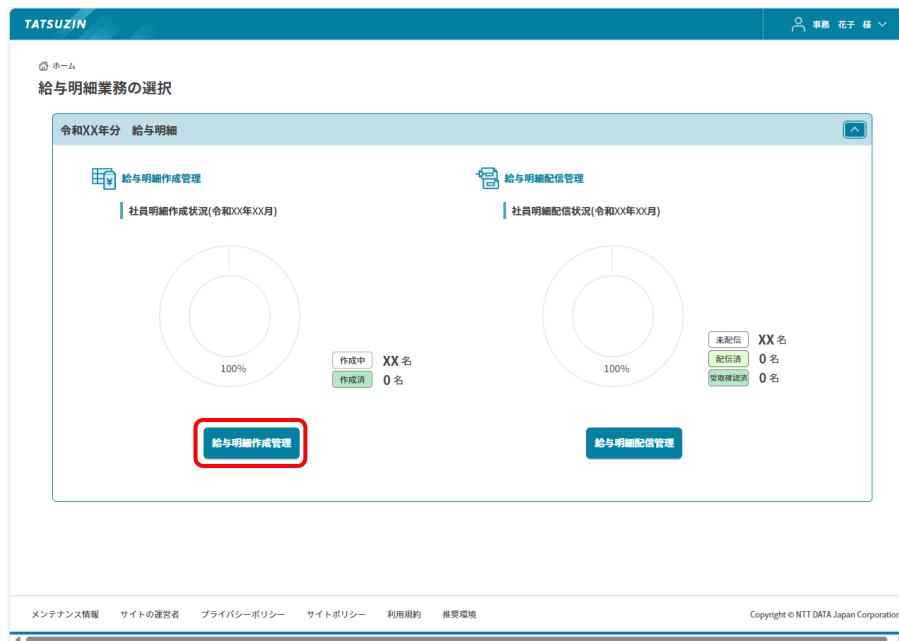 TATSUZIN
事務 花子 様
ホーム
給与明細業務の選択
令和XX年分 給与明細
給与明細作成管理
社員明細作成状況(令和XX年XX月)
100%
作成中 XX 名
作成済 0 名
給与明細作成管理
給与明細配信管理
社員明細配信状況(令和XX年XX月)
100%
未配信 XX 名
配信済 0 名
受取確認済 0 名
給与明細配信管理
メンテナンス情報 サイトの運営者 プライバシーポリシー サイトポリシー 利用規約 推奨環境
Copyright © NTT DATA Japan Corporation